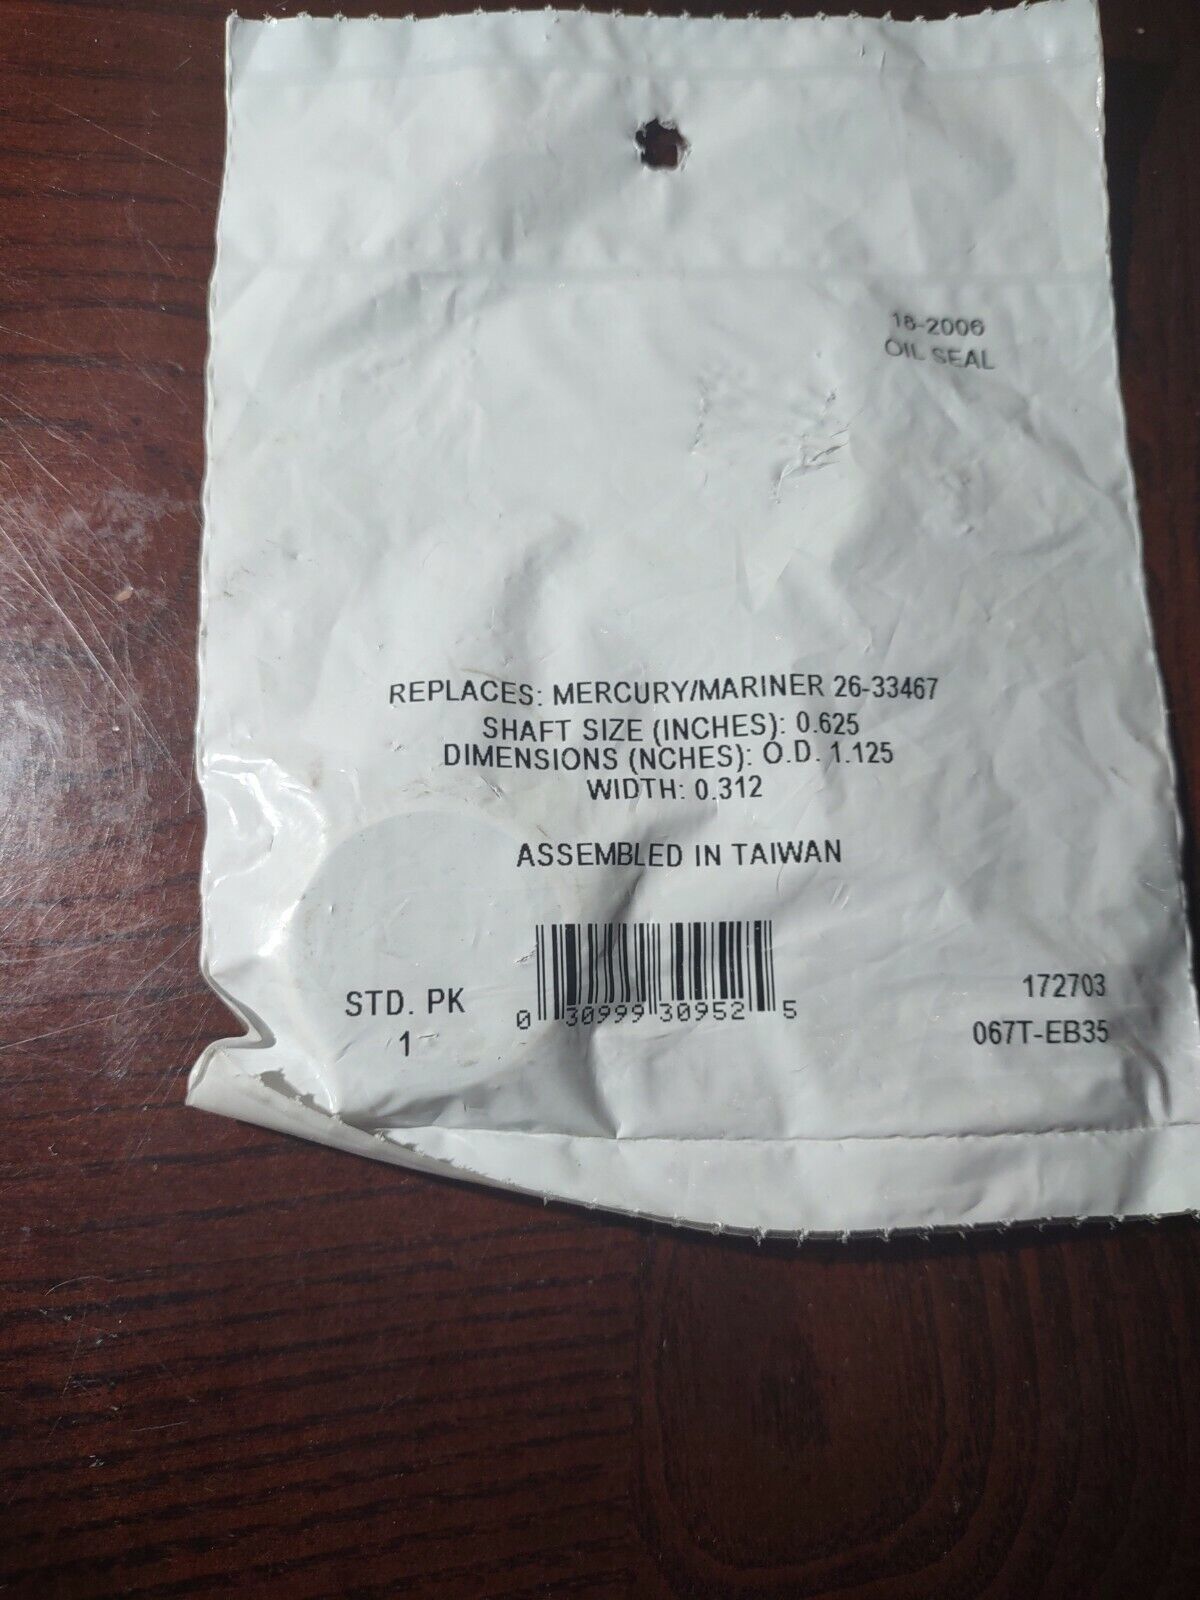 18-2006
OIL SEAL
REPLACES: MERCURY/MARINER 26-33467
SHAFT SIZE (INCHES): 0.625
DIMENSIONS (NCHES): O.D. 1.125
WIDTH: 0.312
ASSEMBLED IN TAIWAN
STD. PK
1
0 30999 30952 5
172703
067T-EB35